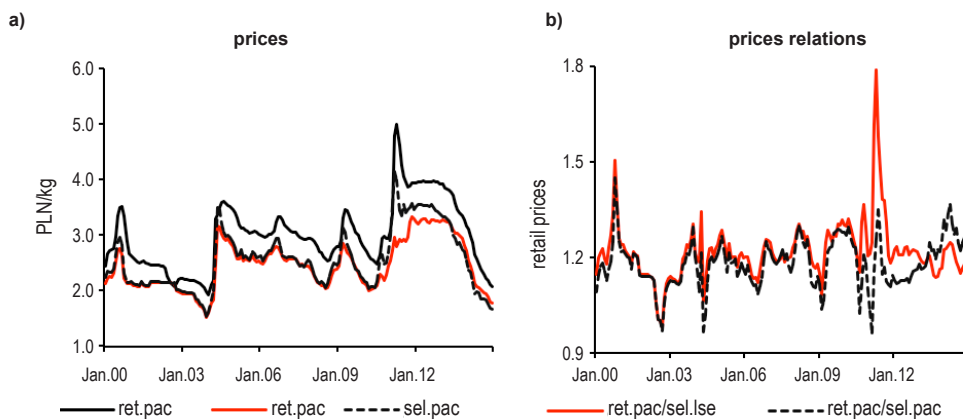 a)
prices
PLN/kg
6.0
5.0
4.0
3.0
2.0
1.0
Jan.00 Jan.03 Jan.06 Jan.09 Jan.12
ret.pac ret.pac sel.pac
b)
prices relations
retail prices
1.8
1.5
1.2
0.9
Jan.00 Jan.03 Jan.06 Jan.09 Jan.12
ret.pac/sel.lse ret.pac/sel.pac